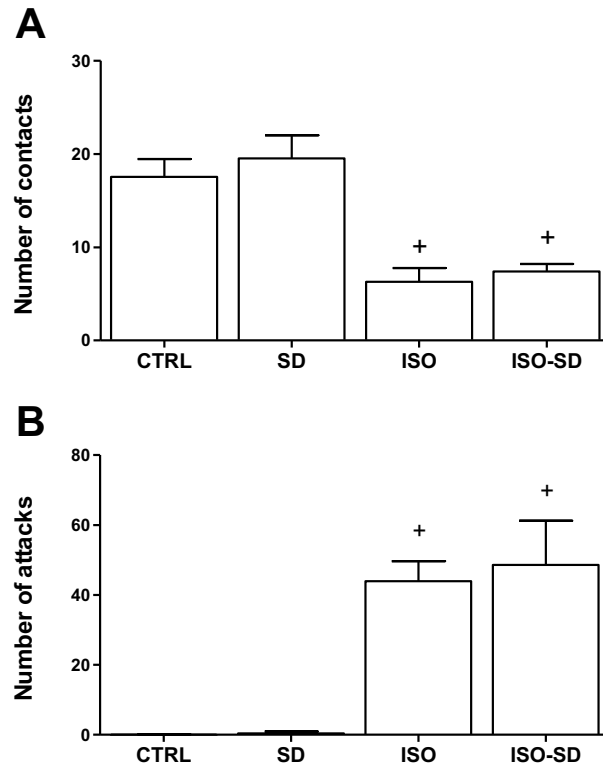 A
Number of contacts
30
20
10
0
+
+
CTRL SD ISO ISO-SD
B
Number of attacks
80
60
40
20
0
+
+
CTRL SD ISO ISO-SD